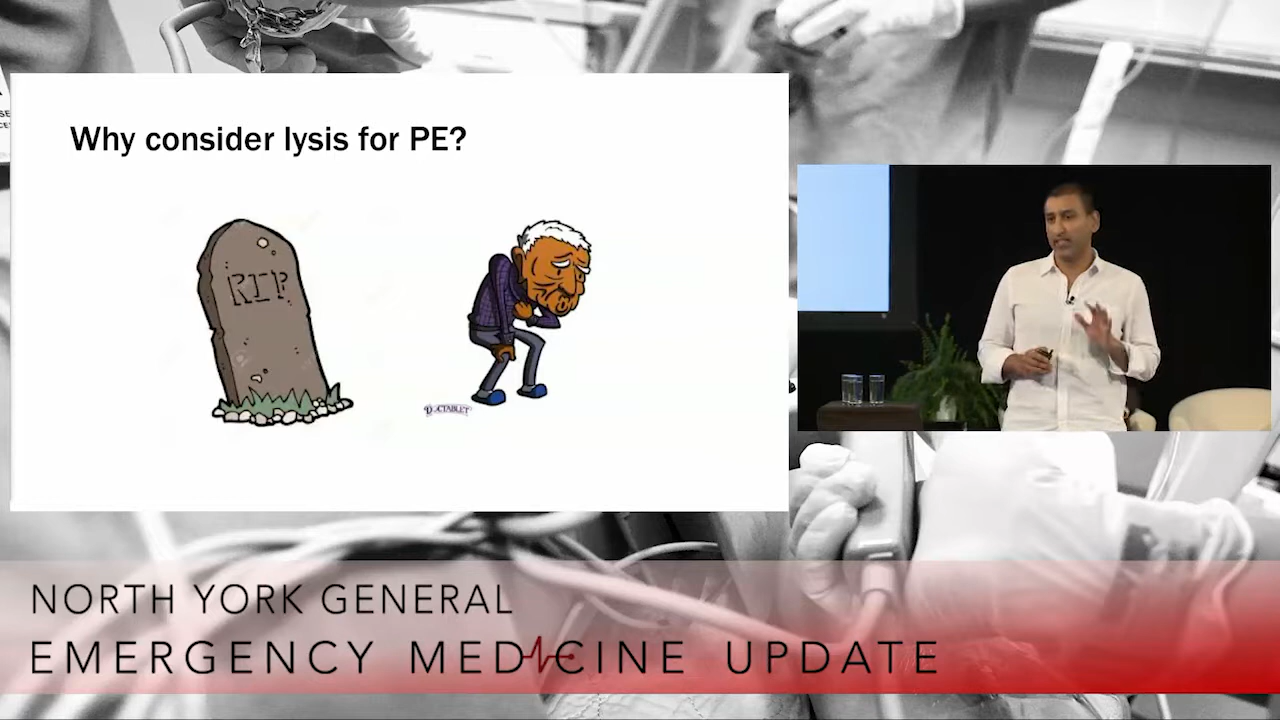 Why consider lysis for PE?
RIP
DOCTABLET
NORTH YORK GENERAL
EMERGENCY MEDICINE UPDATE